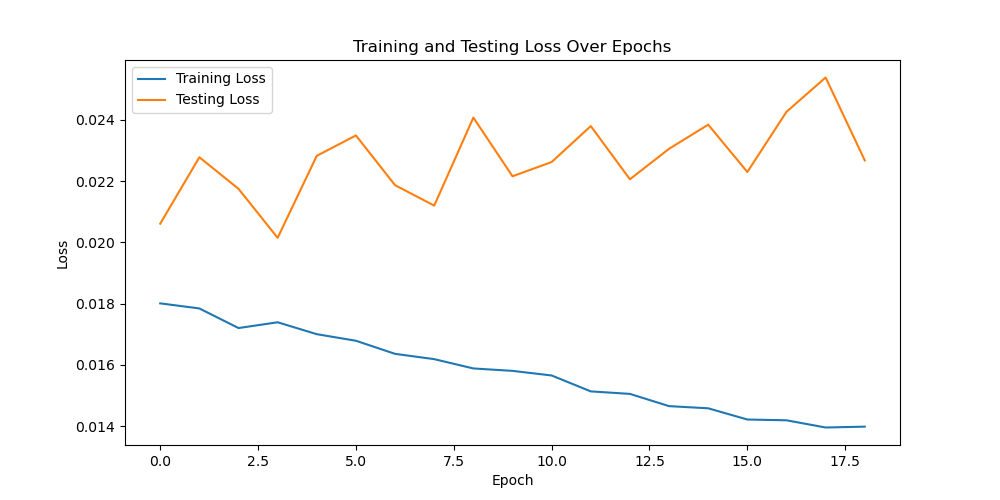 Training and Testing Loss Over Epochs
Training Loss
Testing Loss
0.024
0.022
0.020
0.018
0.016
0.014
Loss
0.0 2.5 5.0 7.5 10.0 12.5 15.0 17.5
Epoch